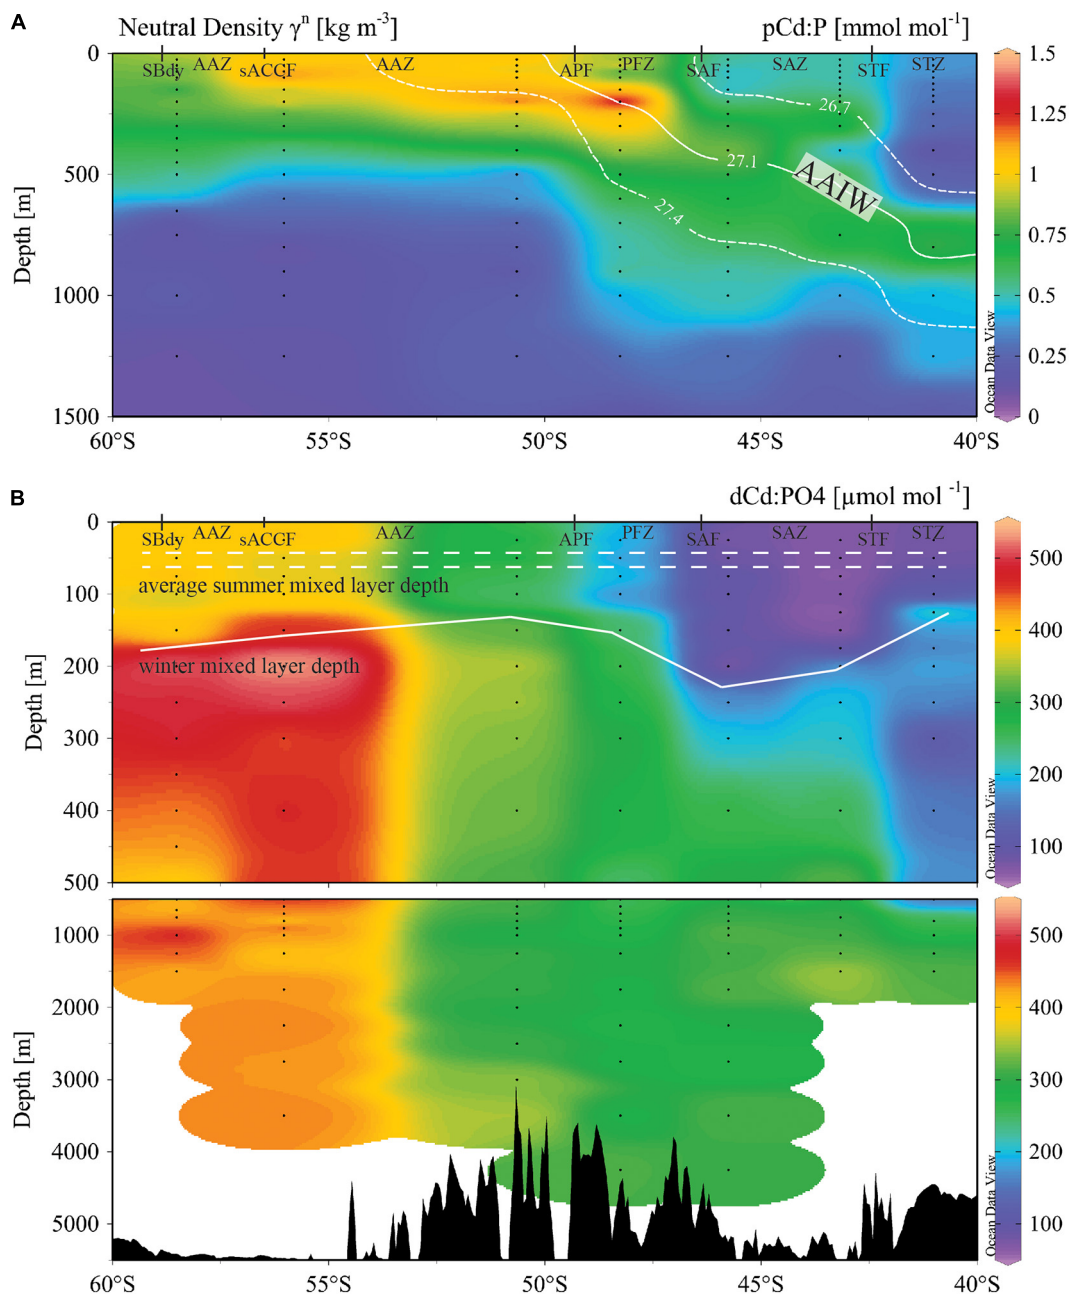 A
Neutral Density γⁿ [kg m⁻³]
pCd:P [mmol mol⁻¹]
0
500
1000
1500
Depth [m]
SBdy
AAZ
sACCF
AAZ
APF
PFZ
SAF
SAZ
STF
STZ
26.7
27.1
27.4
AAIW
60°S
55°S
50°S
45°S
40°S
Ocean Data View
1.5
1.25
1
0.75
0.5
0.25
0
B
dCd:PO4 [µmol mol ⁻¹]
0
100
200
300
400
500
Depth [m]
SBdy
AAZ
sACCF
AAZ
APF
PFZ
SAF
SAZ
STF
STZ
average summer mixed layer depth
winter mixed layer depth
Ocean Data View
500
400
300
200
100
1000
2000
3000
4000
5000
Depth [m]
60°S
55°S
50°S
45°S
40°S
Ocean Data View
500
400
300
200
100